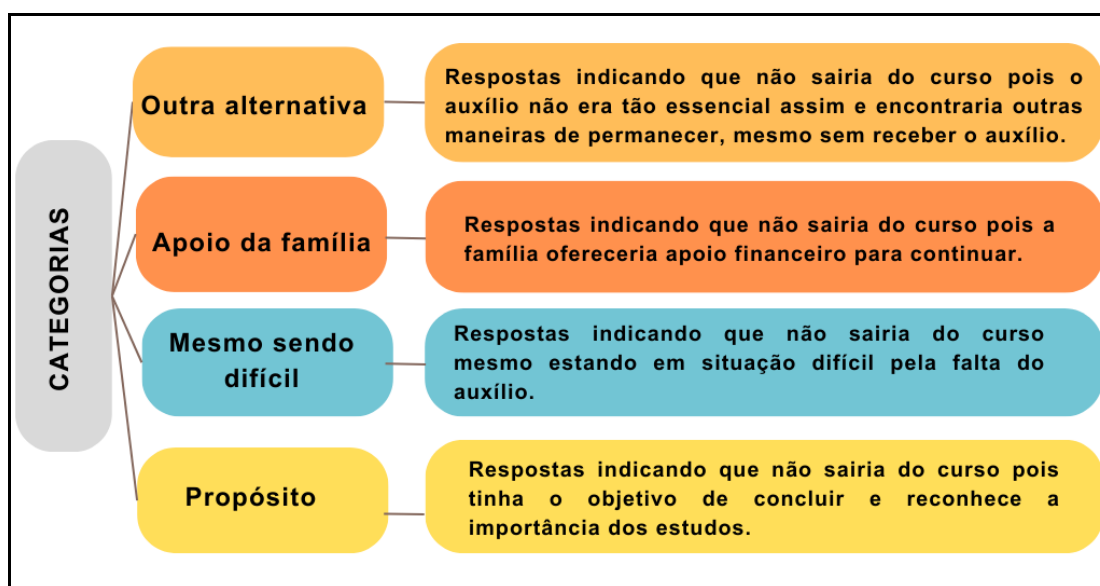 CATEGORIAS
Outra alternativa
Respostas indicando que não sairia do curso pois o
auxílio não era tão essencial assim e encontraria outras
maneiras de permanecer, mesmo sem receber o auxílio.
Apoio da família
Respostas indicando que não sairia do curso pois a
família ofereceria apoio financeiro para continuar.
Mesmo sendo
difícil
Respostas indicando que não sairia do curso
mesmo estando em situação difícil pela falta do
auxílio.
Propósito
Respostas indicando que não sairia do curso pois
tinha o objetivo de concluir e reconhece a
importância dos estudos.